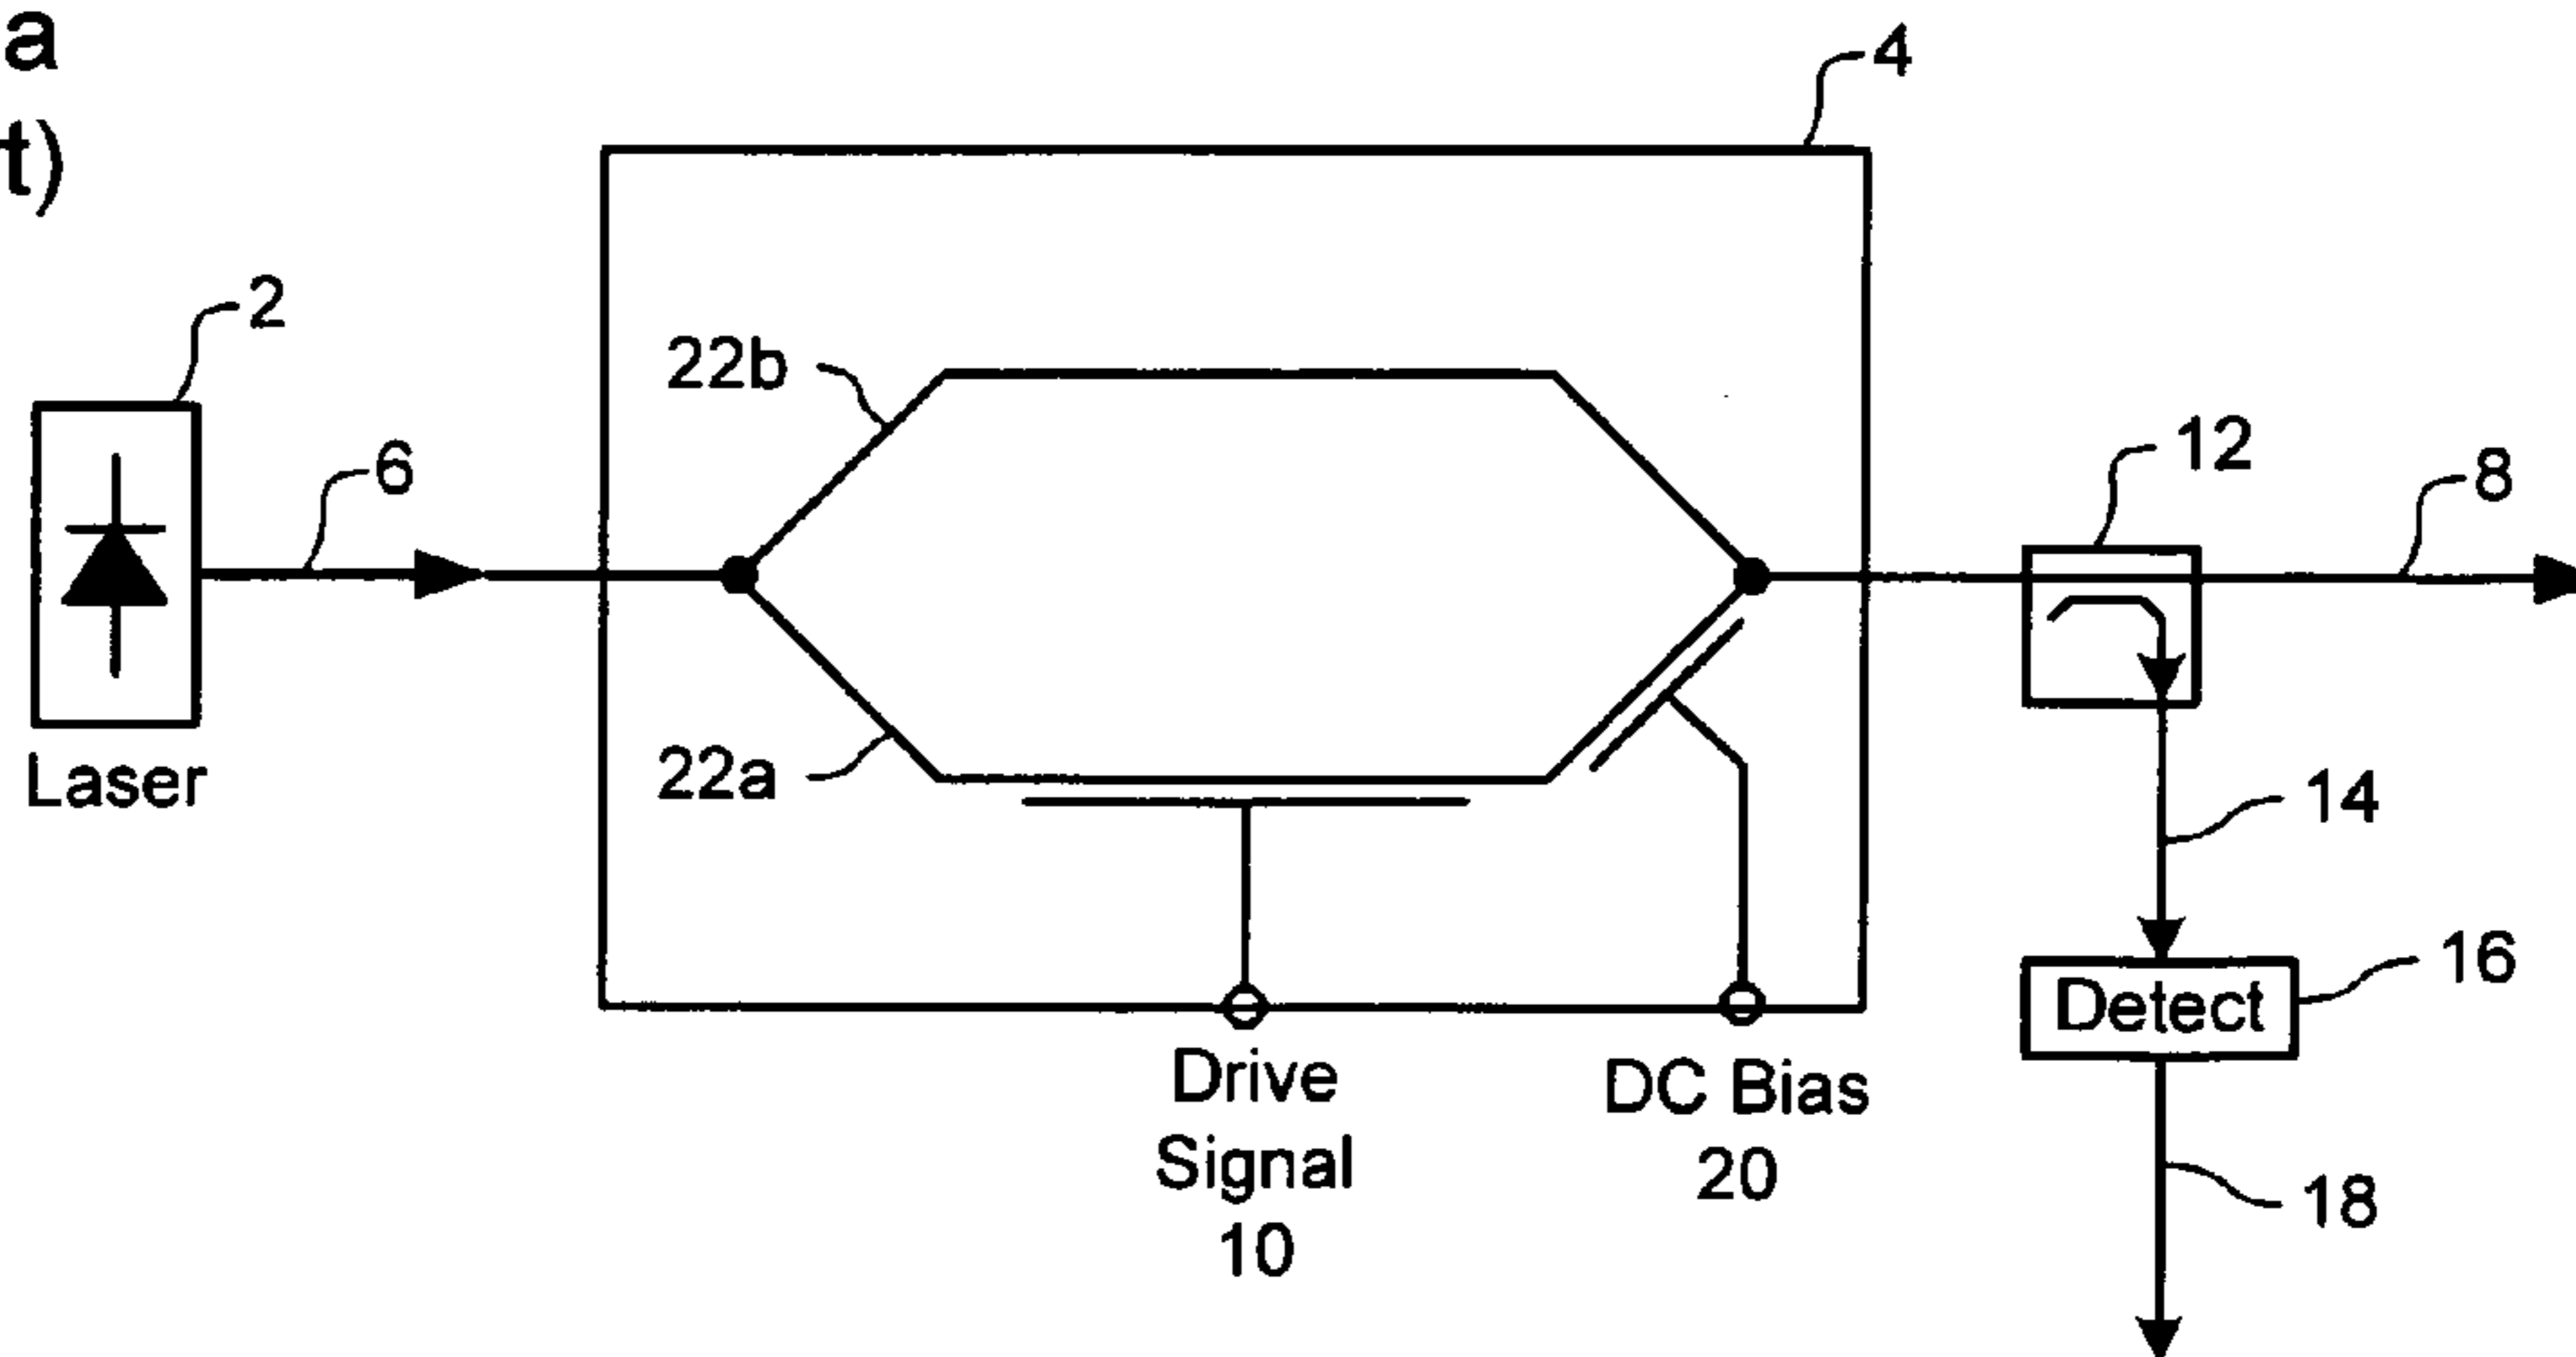 a
t)
4
2
22b
6
12
8
Laser
22a
14
16
Detect
Drive
Signal
10
DC Bias
20
18